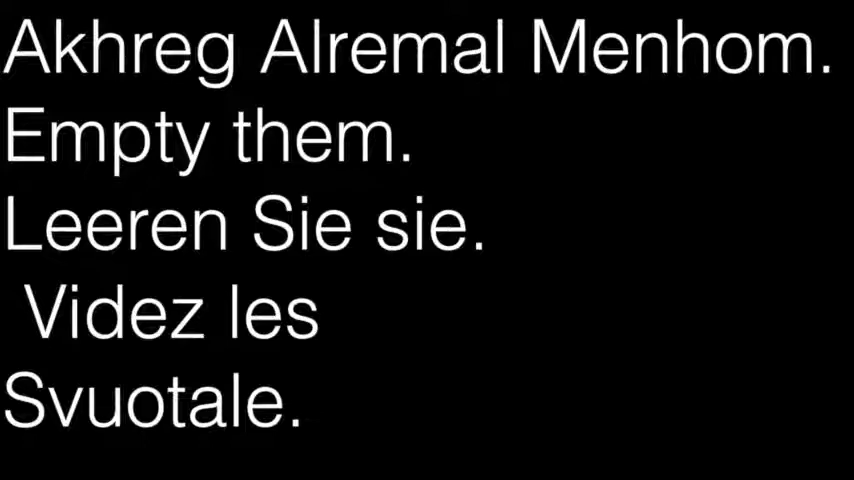 Akhreg Alremal Menhom.
Empty them.
Leeren Sie sie.
Videz les
Svuotale.